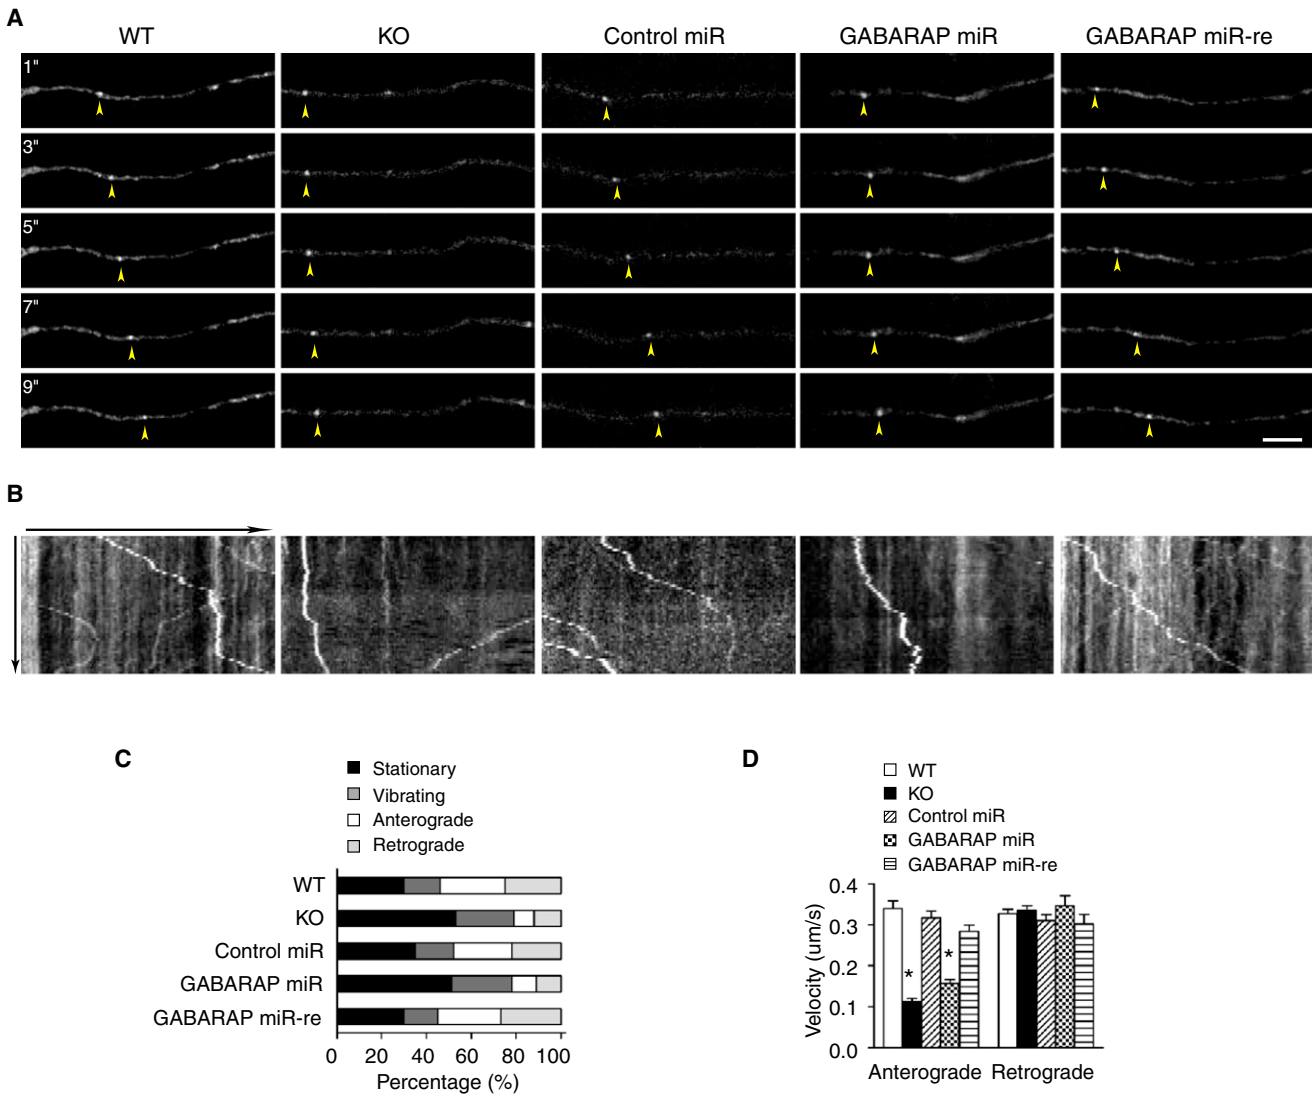 A
WT KO Control miR GABARAP miR GABARAP miR-re
1"
3"
5"
7"
9"
B
C
Stationary
Vibrating
Anterograde
Retrograde
WT
KO
Control miR
GABARAP miR
GABARAP miR-re
0 20 40 60 80 100
Percentage (%)
D
WT
KO
Control miR
GABARAP miR
GABARAP miR-re
Velocity (um/s)
0.4
0.3
0.2
0.1
0.0
* *
Anterograde Retrograde